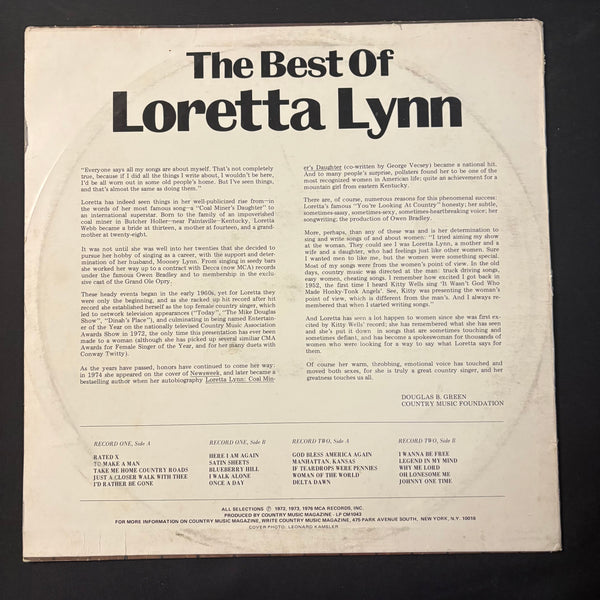 The Best Of
Loretta Lynn
"Everyone says all my songs are about myself. That's not completely
true, because if I did all the things I write about, I wouldn't be here,
I'd be all worn out in some old people's home. But I've seen things,
and that's almost the same as doing them."
Loretta has indeed seen things in her well-publicized rise from—in
the words of her most famous song—a "Coal Miner's Daughter" to
an international superstar. Born to the family of an impoverished
coal miner in Butcher Holler—near Paintsville—Kentucky, Loretta
Webb became a bride at thirteen, a mother at fourteen, and a grand-
mother at twenty-eight.
It was not until she was well into her twenties that she decided to
pursue her hobby of singing as a career, with the support and deter-
mination of her husband, Mooney Lynn. From singing in seedy bars
she worked her way up to a contract with Decca (now MCA) records
under the famous Owen Bradley and to membership in the exclu-
sive cast of the Grand Ole Opry.
These heady events began in the early 1960s, yet for Loretta they
were only the beginning, and as she racked up hit record after hit
record she established herself as the top female country singer, which
led to network television appearances ("Today", "The Mike Douglas
Show", "Dinah's Place"), and culminating in being named Entertain-
er of the Year on the nationally televised Country Music Association
Awards Show in 1972, the only time this presentation has ever been
made to a woman (although she has picked up several similar CMA
Awards for Female Singer of the Year, and for her many duets with
Conway Twitty).
As the years have passed, honors have continued to come her way:
in 1974 she appeared on the cover of Newsweek, and later became a
bestselling author when her autobiography Loretta Lynn: Coal Min-
er's Daughter (co-written by George Vecsey) became a national hit.
And to many people's surprise, pollsters found her to be one of the
most recognized women in American life; quite an achievement for a
mountain girl from eastern Kentucky.
There are, of course, numerous reasons for this phenomenal success:
Loretta's famous "You're Looking At Country" honesty; her subtle,
sometimes-sassy, sometimes-sexy, sometimes-heartbreaking voice; her
songwriting; the production of Owen Bradley.
More, perhaps, than any of these was and is her determination to
sing and write songs of and about women: "I tried aiming my show
at the woman. They could see I was Loretta Lynn, a mother and a
wife and a daughter, who had feelings just like other women. Sure
I wanted men to like me, but the women were something special.
Most of my songs were from the women's point of view. In the old
days, country music was directed at the man: truck driving songs,
easy women, cheating songs. I remember how excited I got back in
1952, the first time I heard Kitty Wells sing 'It Wasn't God Who
Made Honky-Tonk Angels'. See, Kitty was presenting the woman's
point of view, which is different from the man's. And I always re-
membered that when I started writing songs."
And Loretta has seen a lot happen to women since she was first ex-
cited by Kitty Wells' record; she has remembered what she has seen
and she's put it down in songs that are sometimes touching and
sometimes defiant, and has become a spokeswoman for thousands of
women who were looking for a way to say what Loretta says for
them.
Of course her warm, throbbing, emotional voice has touched and
moved both sexes, for she is truly a great country singer, and her
greatness touches us all.
DOUGLAS B. GREEN
COUNTRY MUSIC FOUNDATION
RECORD ONE, Side A
RATED X
TO MAKE A MAN
TAKE ME HOME COUNTRY ROADS
JUST A CLOSER WALK WITH THEE
I'D RATHER BE GONE
RECORD ONE, Side B
HERE I AM AGAIN
SATIN SHEETS
BLUEBERRY HILL
I WALK ALONE
ONCE A DAY
RECORD TWO, Side A
GOD BLESS AMERICA AGAIN
MANHATTAN, KANSAS
IF TEARDROPS WERE PENNIES
WOMAN OF THE WORLD
DELTA DAWN
RECORD TWO, Side B
I WANNA BE FREE
LEGEND IN MY MIND
WHY ME LORD
OH LONESOME ME
JOHNNY ONE TIME
ALL SELECTIONS ℗ 1972, 1973, 1976 MCA RECORDS, INC.
PRODUCED BY COUNTRY MUSIC MAGAZINE - LP CM1042
FOR MORE INFORMATION ON COUNTRY MUSIC MAGAZINE, WRITE COUNTRY MUSIC MAGAZINE, 475 PARK AVENUE SOUTH, NEW YORK, N.Y. 10016
COVER PHOTO: LEONARD KAMSLER